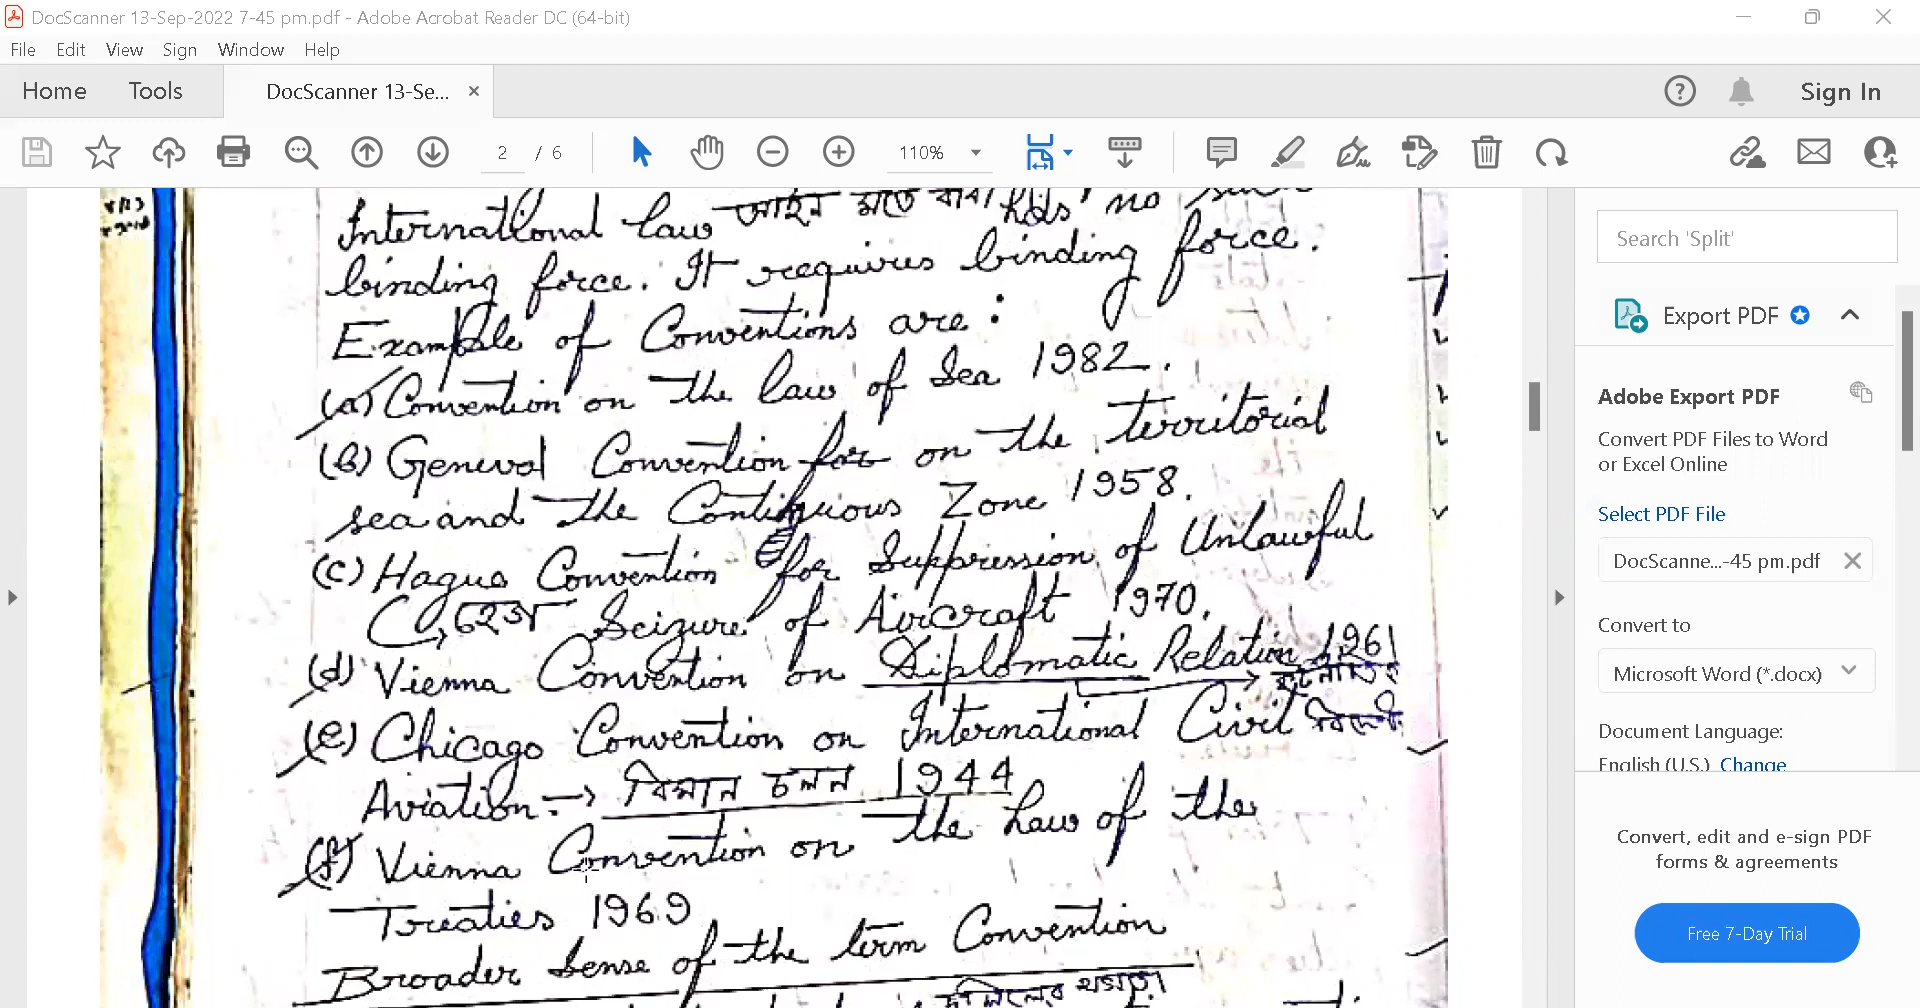 DocScanner 13-Sep-2022 7-45 pm.pdf - Adobe Acrobat Reader DC (64-bit)
File Edit View Sign Window Help
Home Tools DocScanner 13-Se... × Sign In
2 / 6 110%
International law আইন মতে বাধ্য has no such
binding force. It requires binding force.
Example of Conventions are:
(a) Convention on the law of Sea 1982.
(b) General Convention for on the territorial
sea and the Contiguous Zone 1958.
(c) Hague Convention for Suppression of Unlawful
Seizure of Aircraft 1970.
(d) Vienna Convention on Diplomatic Relation 1961
(e) Chicago Convention on International Civil
Aviation. → বিমান চলন 1944
(f) Vienna Convention on the Law of the
Treaties 1969
Broader Sense of the term Convention
Search 'Split'
Export PDF
Adobe Export PDF
Convert PDF Files to Word
or Excel Online
Select PDF File
DocScanne...-45 pm.pdf
Convert to
Microsoft Word (*.docx)
Document Language:
English (U.S.) Change
Convert, edit and e-sign PDF
forms & agreements
Free 7-Day Trial